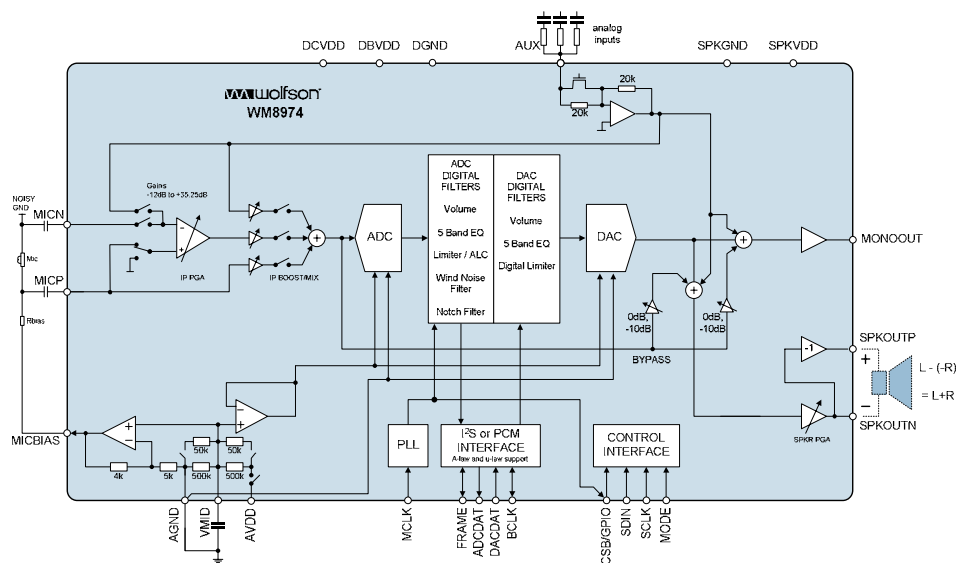 analog
inputs
DCVDD
DBVDD
DGND
AUX
SPKGND
SPKVDD
20k
20k
wolfson
WM8974
Gains
-12dB to +35.25dB
NOISY
GND
MICN
Mic
MICP
Rbias
IP PGA
IP BOOST/MIX
ADC
ADC
DIGITAL
FILTERS
Volume
5 Band EQ
Limiter / ALC
Wind Noise
Filter
Notch Filter
DAC
DIGITAL
FILTERS
Volume
5 Band EQ
Digital Limiter
DAC
MONOOUT
0dB,
-10dB
0dB,
-10dB
BYPASS
SPKOUTP
-1
+
L - (-R)
= L+R
−
SPKR PGA
SPKOUTN
MICBIAS
50k
50k
4k
5k
500k
500k
PLL
I²S or PCM
INTERFACE
A-law and u-law support
CONTROL
INTERFACE
AGND
VMID
AVDD
MCLK
FRAME
ADCDAT
DACDAT
BCLK
CSB/GPIO
SDIN
SCLK
MODE